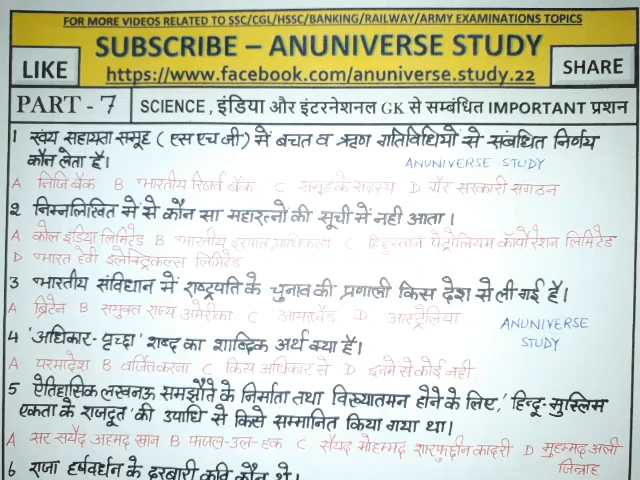 FOR MORE VIDEOS RELATED TO SSC/CGL/HSSC/BANKING/RAILWAY/ARMY EXAMINATIONS TOPICS
SUBSCRIBE – ANUNIVERSE STUDY
LIKE
https://www.facebook.com/anuniverse.study.22
SHARE
PART - 7
SCIENCE, इंडिया और इंटरनेशनल GK से सम्बंधित IMPORTANT प्रशन
1 स्वयं सहायता समूह (एस एच जी) में बचत व ऋण गतिविधियों से संबधित निर्णय
कौन लेता है।
ANUNIVERSE STUDY
A निजि बैंक B भारतीय रिजर्व बैंक C समूह के सदस्य D गैर सरकारी संगठन
2 निम्नलिखित में से कौन सा महारत्नों की सूची में नही आता।
A कोल इंडिया लिमिटेड B भारतीय इस्पात प्राधिकरण C हिन्दुस्तान पेट्रोलियम कॉर्पोरेशन लिमिटेड
D भारत हेवी इलेक्ट्रिकल्स लिमिटेड
3 भारतीय संविधान में राष्ट्रपति के चुनाव की प्रणाली किस देश से ली गई है।
A ब्रिटेन B सयुक्त राज्य अमेरीका C आयरलैंड D आस्ट्रेलिया
ANUNIVERSE
STUDY
4 'अधिकार-पृच्छा' शब्द का शाब्दिक अर्थ क्या है।
A परमादेश B वर्जित करना C किस अधिकार से D इनमें से कोई नही
5 ऐतिहासिक लखनऊ समझौते के निर्माता तथा विख्यातमन होने के लिए, 'हिन्दू-मुस्लिम
एकता के राजदूत' की उपाधि से किसे सम्मानित किया गया था।
A सर सयैद अहमद खान B फजल-उल-हक C सैयद मोहम्मद शारफुद्दीन कादरी D मुहम्मद अली
जिन्नाह
6 राजा हर्षवर्धन के दरबारी कवि कौन थे।